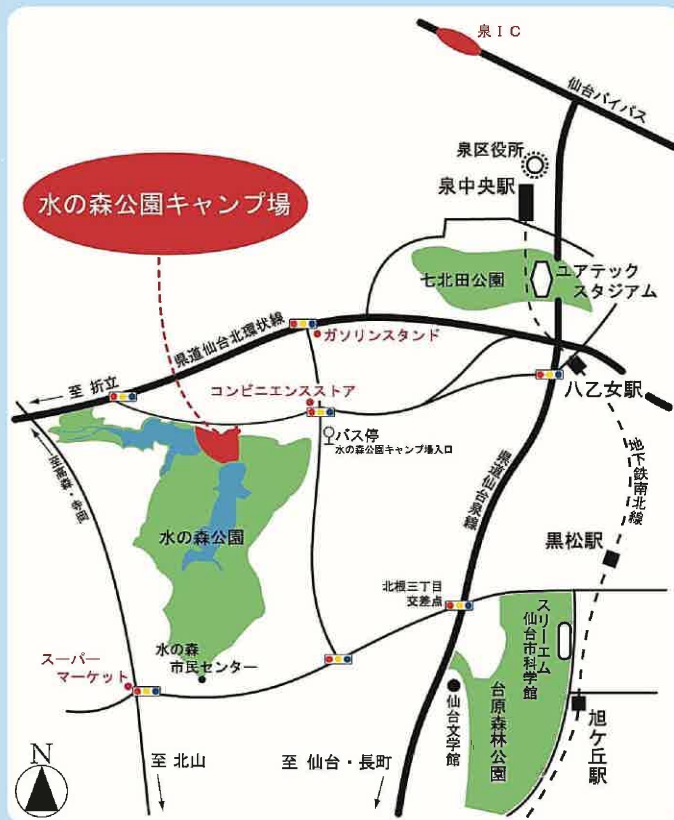 泉IC
仙台バイパス
泉区役所
泉中央駅
水の森公園キャンプ場
七北田公園
ユアテック
スタジアム
県道仙台北環状線
ガソリンスタンド
至 折立
コンビニエンスストア
八乙女駅
バス停
水の森公園キャンプ場入口
地下鉄南北線
県道仙台泉線
水の森公園
黒松駅
北根三丁目
交差点
スリーエム
仙台市科学館
水の森
市民センター
スーパー
マーケット
仙台文学館
台原森林公園
旭ケ丘駅
N
至 北山
至 仙台・長町